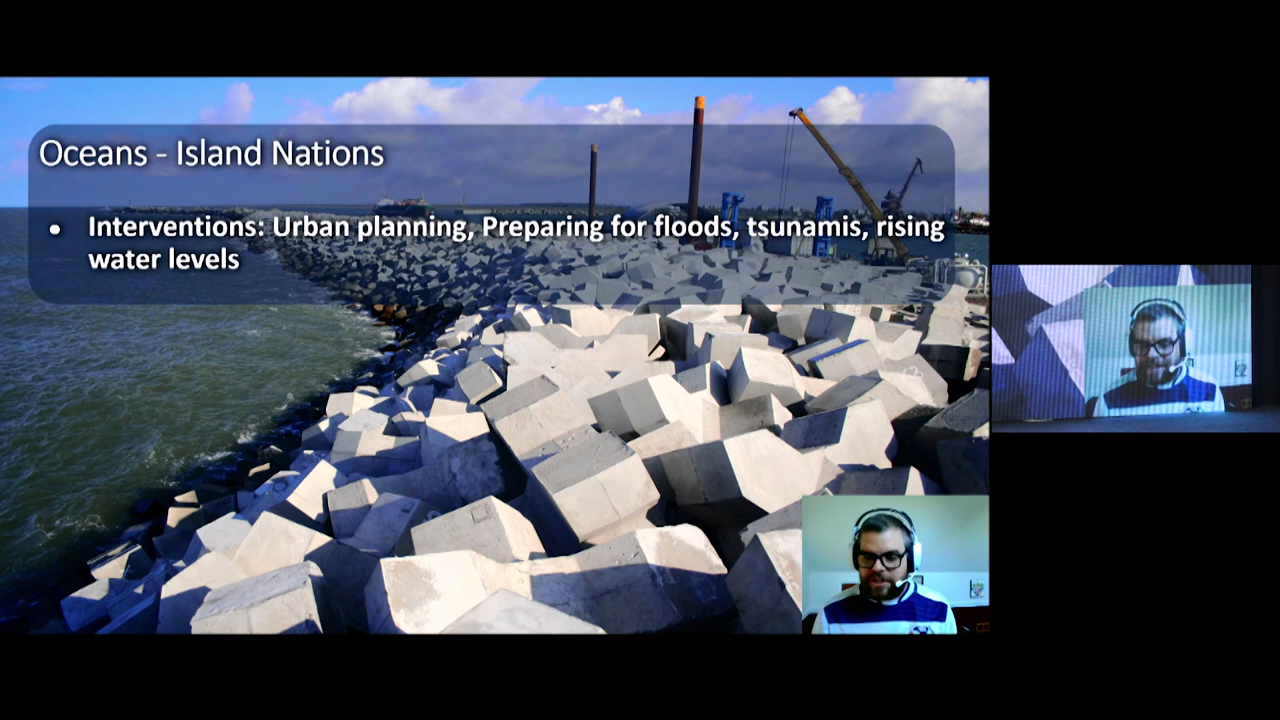 Oceans - Island Nations
• Interventions: Urban planning, Preparing for floods, tsunamis, rising
water levels